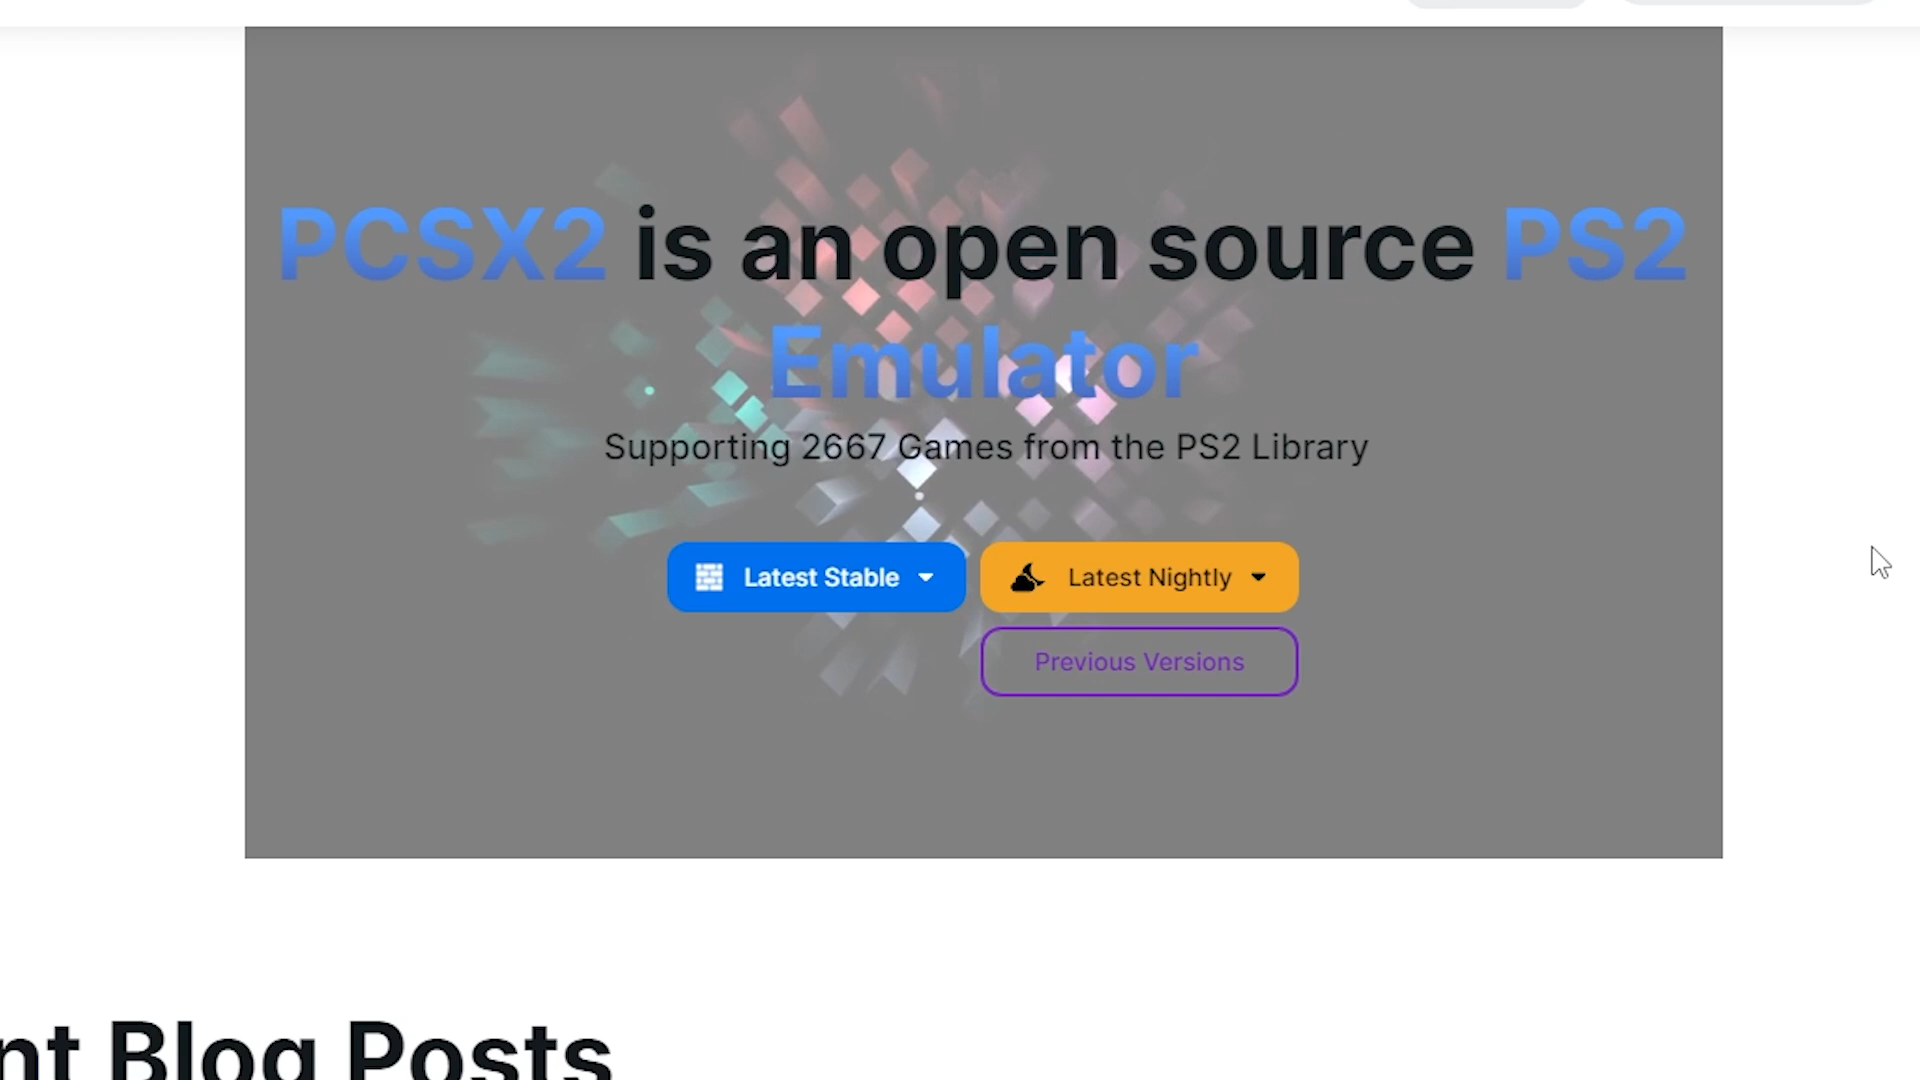 PCSX2 is an open source PS2
Emulator
Supporting 2667 Games from the PS2 Library
Latest Stable
Latest Nightly
Previous Versions
nt Blog Posts